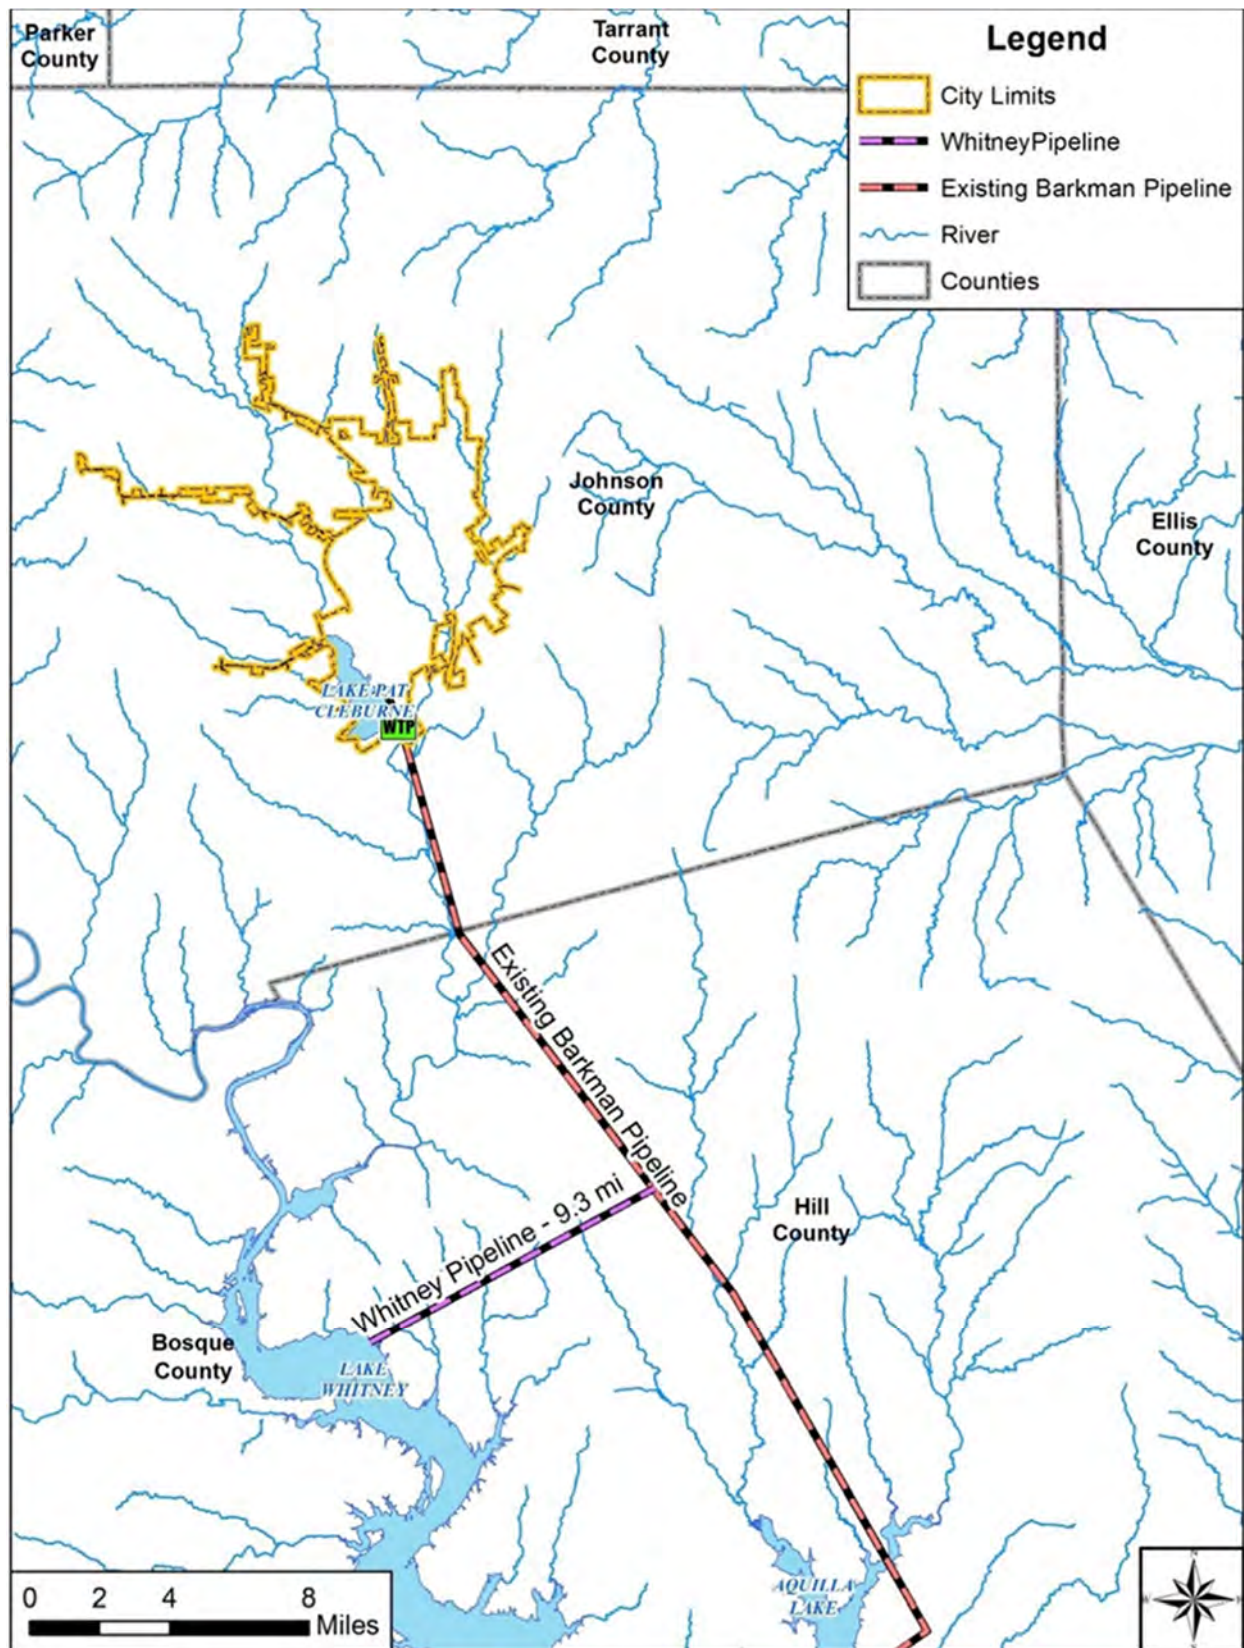 Parker
County
Tarrant
County
Legend
City Limits
WhitneyPipeline
Existing Barkman Pipeline
River
Counties
Johnson
County
Ellis
County
LAKE PAT
CLEBURNE
WTP
Existing Barkman Pipeline
Whitney Pipeline - 9.3 mi
Hill
County
Bosque
County
LAKE
WHITNEY
AQUILLA
LAKE
0 2 4 8
Miles
N
W E
S